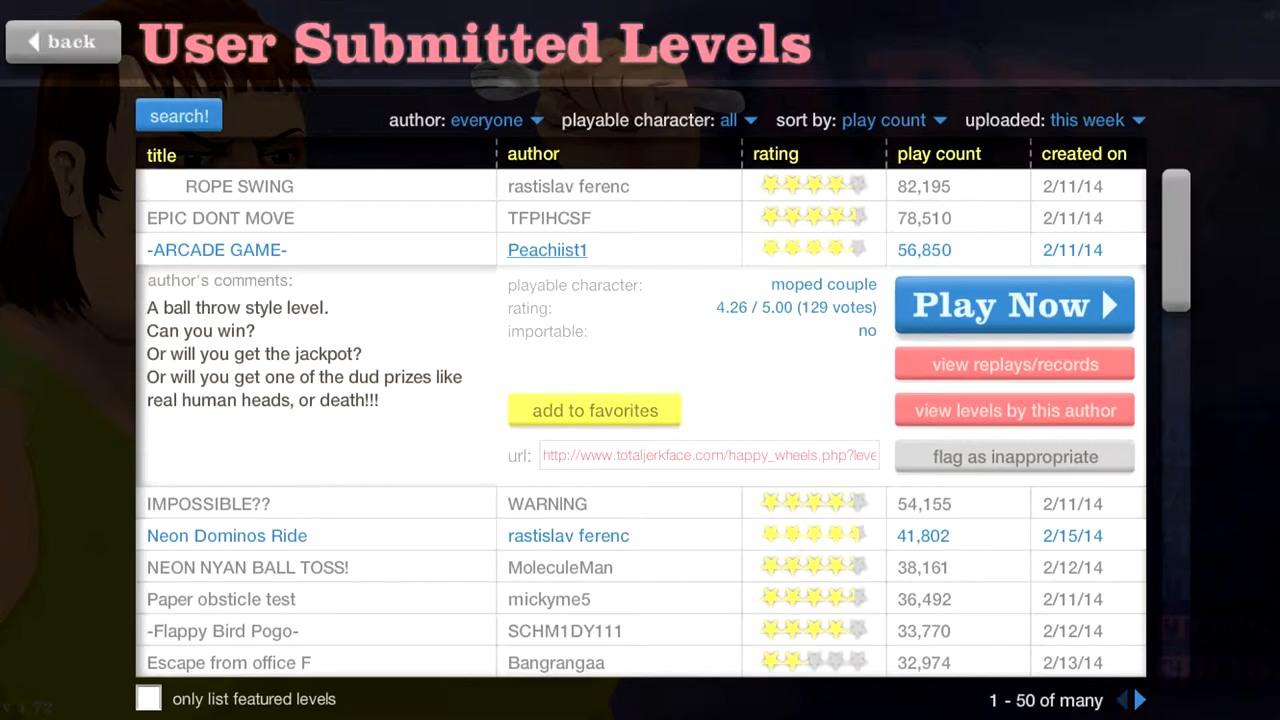 back
User Submitted Levels
search!
author: everyone playable character: all sort by: play count uploaded: this week
title author rating play count created on
ROPE SWING rastislav ferenc 82,195 2/11/14
EPIC DONT MOVE TFPIHCSF 78,510 2/11/14
-ARCADE GAME- Peachiist1 56,850 2/11/14
author's comments:
A ball throw style level.
Can you win?
Or will you get the jackpot?
Or will you get one of the dud prizes like
real human heads, or death!!!
playable character: moped couple
rating: 4.26 / 5.00 (129 votes)
importable: no
add to favorites
url: http://www.totaljerkface.com/happy_wheels.php?leve
Play Now
view replays/records
view levels by this author
flag as inappropriate
IMPOSSIBLE?? WARNING 54,155 2/11/14
Neon Dominos Ride rastislav ferenc 41,802 2/15/14
NEON NYAN BALL TOSS! MoleculeMan 38,161 2/12/14
Paper obsticle test mickyme5 36,492 2/11/14
-Flappy Bird Pogo- SCHM1DY111 33,770 2/12/14
Escape from office F Bangrangaa 32,974 2/13/14
only list featured levels
1 - 50 of many